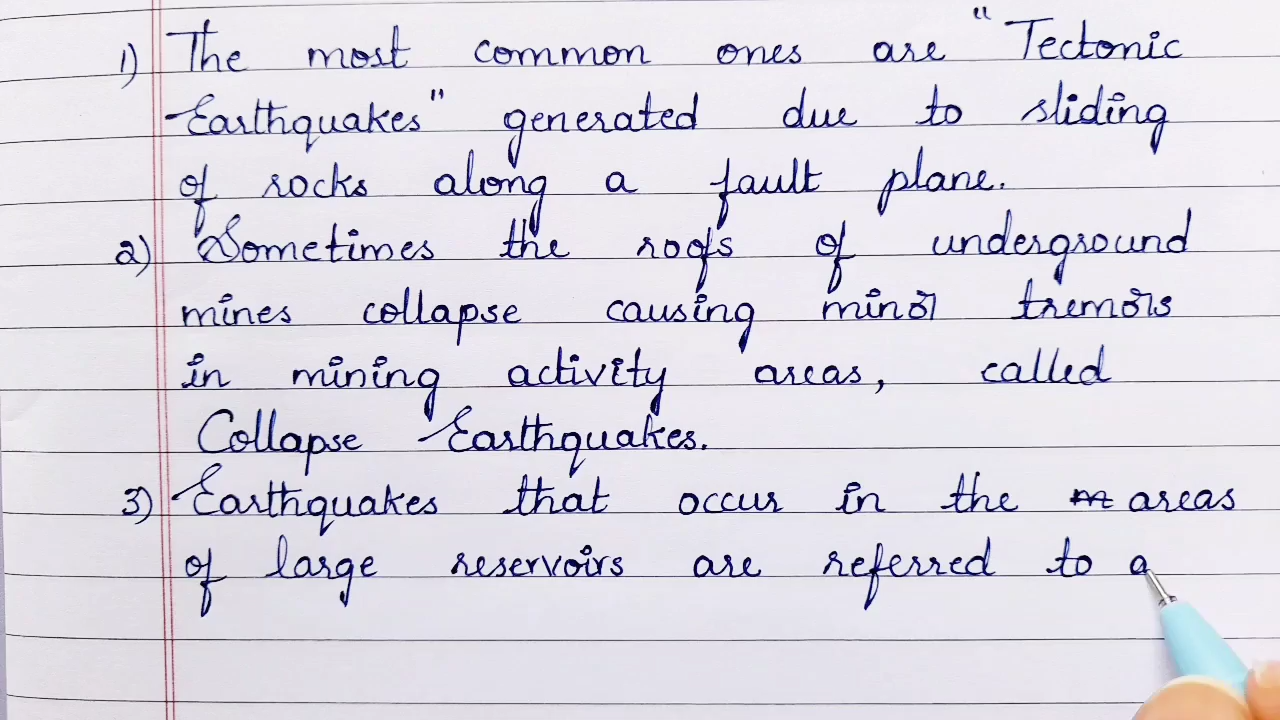 1) The most common ones are "Tectonic
Earthquakes" generated due to sliding
of rocks along a fault plane.
2) Sometimes the roofs of underground
mines collapse causing minor tremors
in mining activity areas, called
Collapse Earthquakes.
3) Earthquakes that occur in the areas
of large reservoirs are referred to a